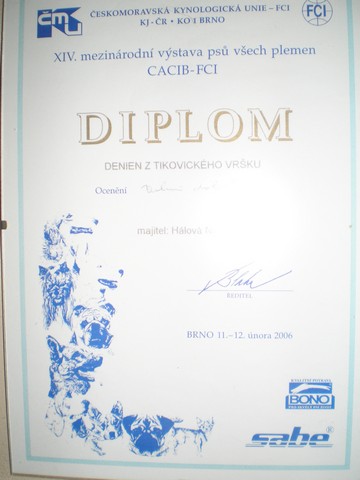 ČMKU
ČESKOMORAVSKÁ KYNOLOGICKÁ UNIE – FCI
KJ - ČR • KO'1 BRNO
FCI
XIV. mezinárodní výstava psů všech plemen
CACIB-FCI
DIPLOM
DENIEN Z TIKOVICKÉHO VRŠKU
Ocenění
majitel: Hálová
ŘEDITEL
BRNO 11.–12. února 2006
BONO
sabe®